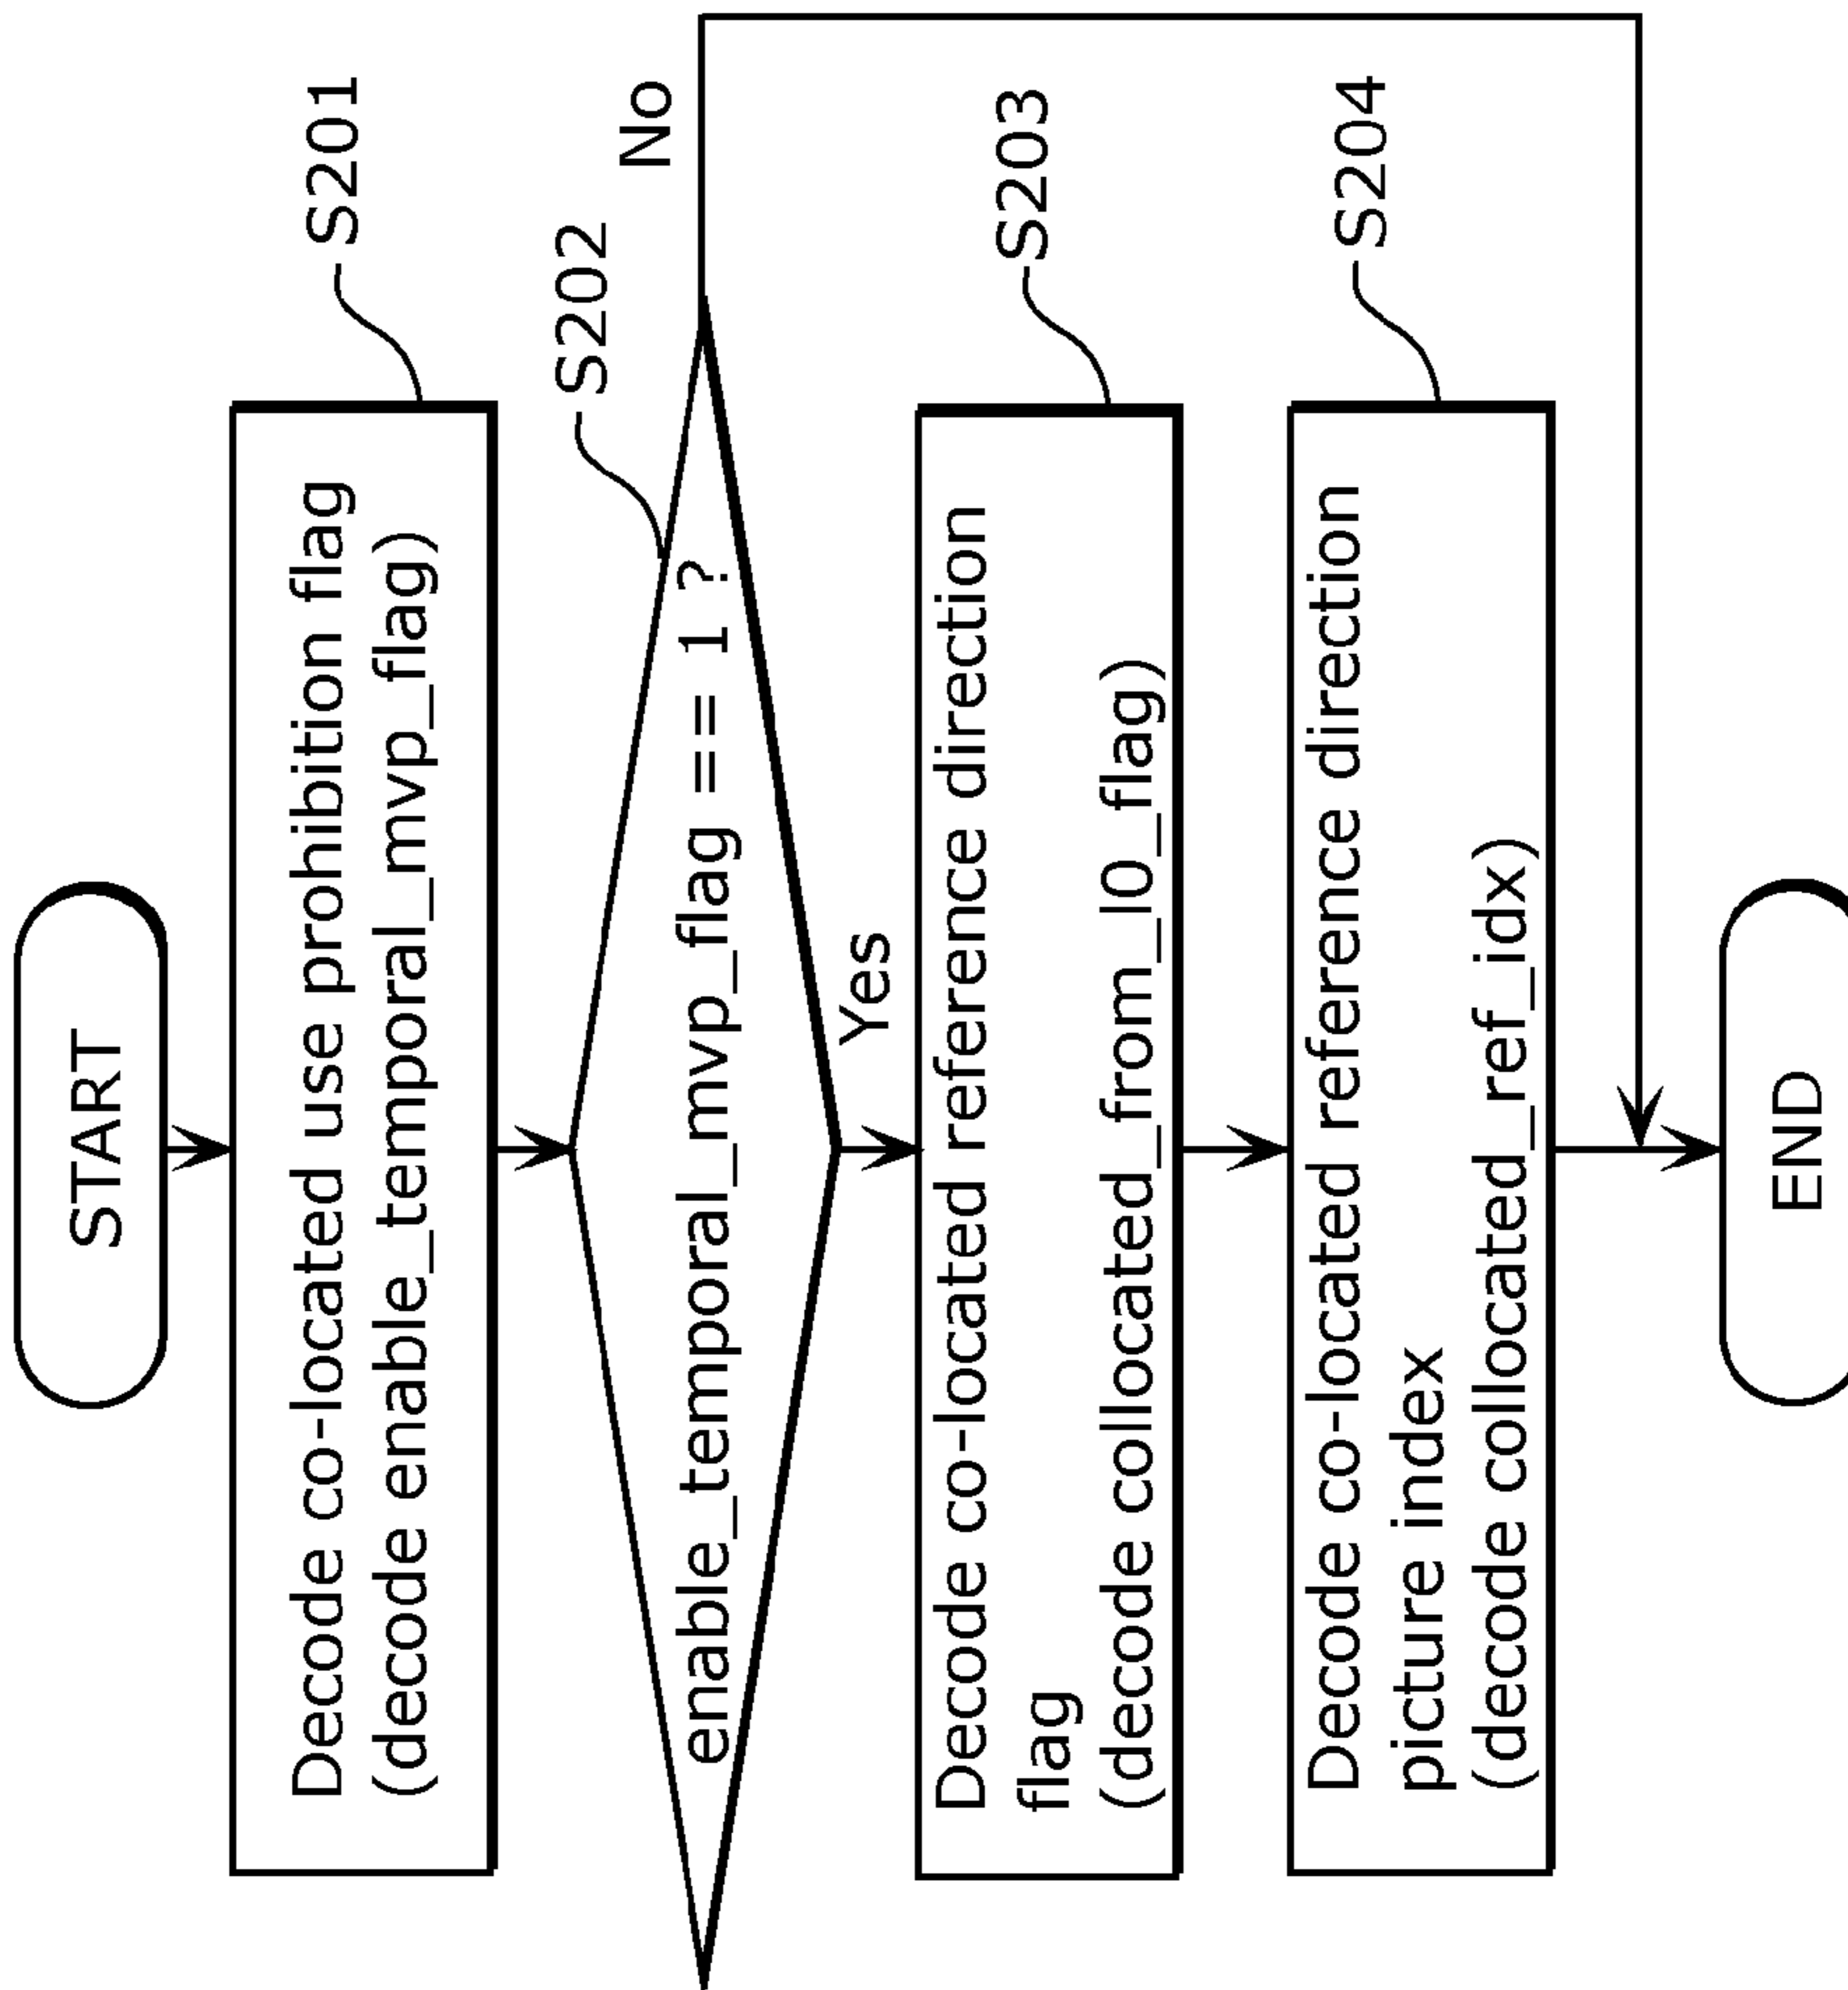 START
Decode co-located use prohibition flag
(decode enable_temporal_mvp_flag)
S201
enable_temporal_mvp_flag == 1 ?
S202
No
Yes
Decode co-located reference direction
flag
(decode collocated_from_l0_flag)
S203
Decode co-located reference direction
picture index
(decode collocated_ref_idx)
S204
END